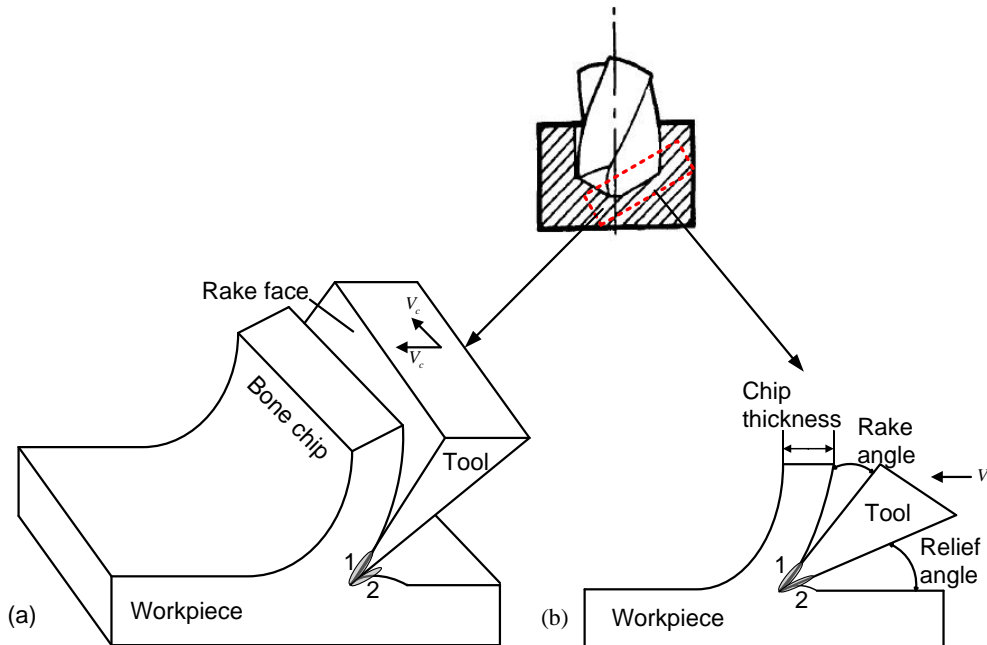 Rake face
V_c
V_c
Bone chip
Tool
1
2
Workpiece
(a)
Chip
thickness
Rake
angle
V
Tool
Relief
angle
1
2
Workpiece
(b)